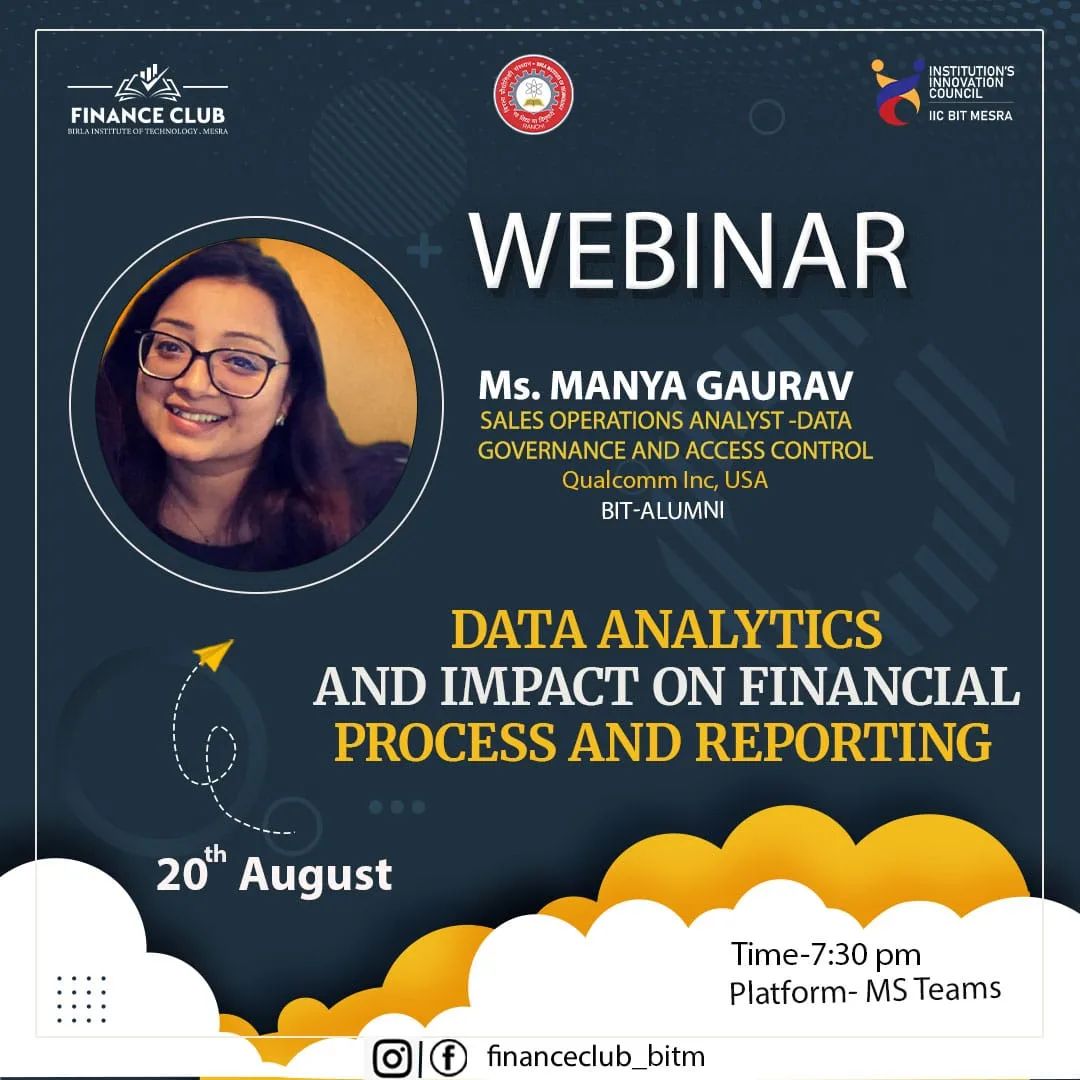 FINANCE CLUB
BIRLA INSTITUTE OF TECHNOLOGY . MESRA
RANCHI
INSTITUTION'S
INNOVATION
COUNCIL
IIC BIT MESRA
WEBINAR
Ms. MANYA GAURAV
SALES OPERATIONS ANALYST -DATA
GOVERNANCE AND ACCESS CONTROL
Qualcomm Inc, USA
BIT-ALUMNI
DATA ANALYTICS
AND IMPACT ON FINANCIAL
PROCESS AND REPORTING
20th August
Time-7:30 pm
Platform- MS Teams
financeclub_bitm